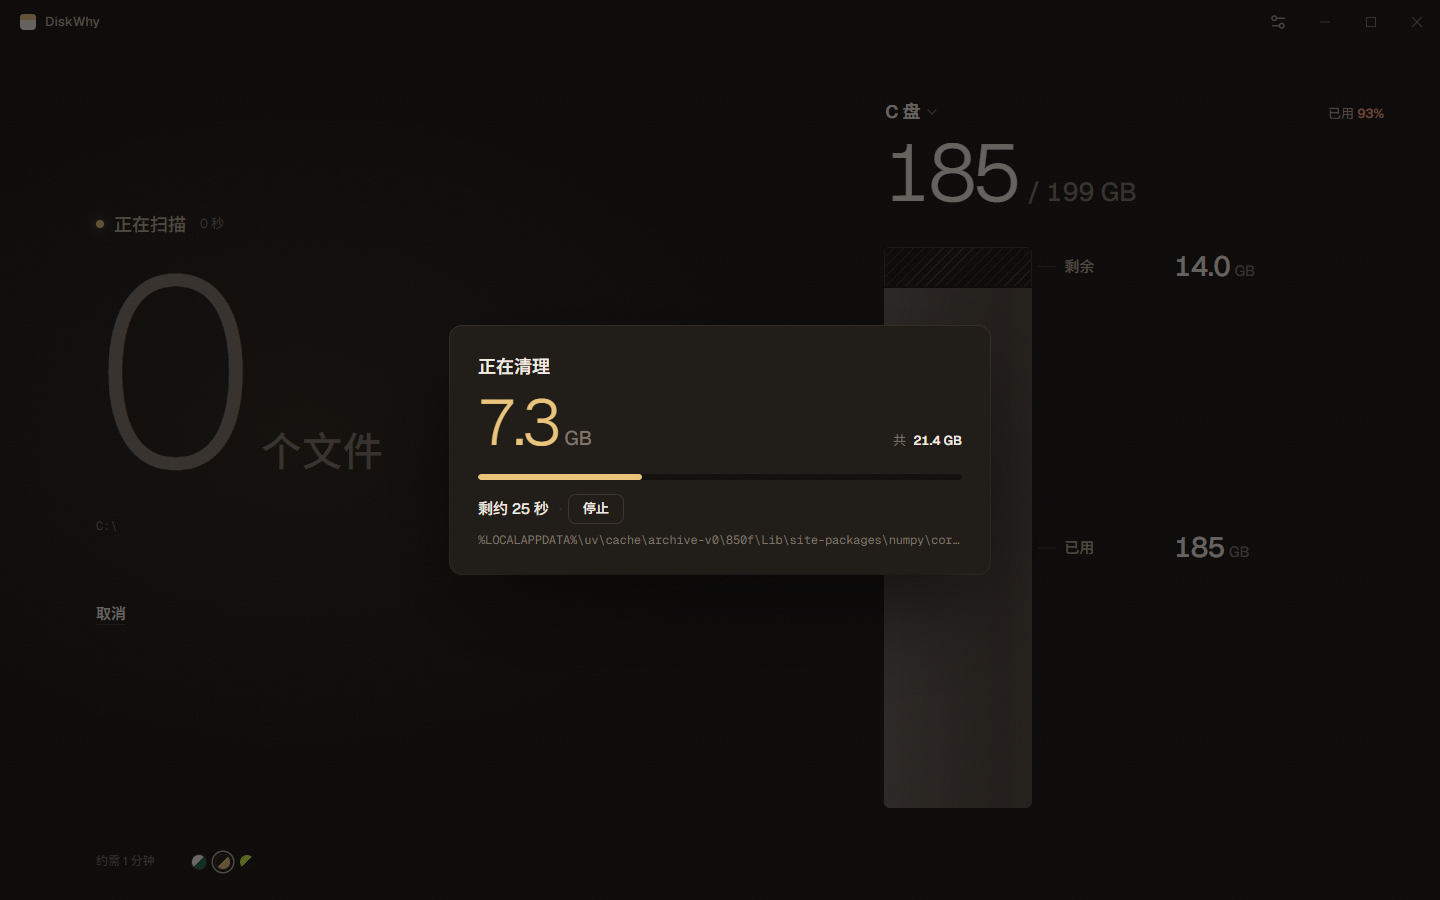 DiskWhy
C 盘
已用 93%
185 / 199 GB
正在扫描 0 秒
0 个文件
C:\
取消
约需 1 分钟
剩余 14.0 GB
已用 185 GB
正在清理
7.3 GB
共 21.4 GB
剩约 25 秒 · 停止
%LOCALAPPDATA%\uv\cache\archive-v0\850f\Lib\site-packages\numpy\cor…